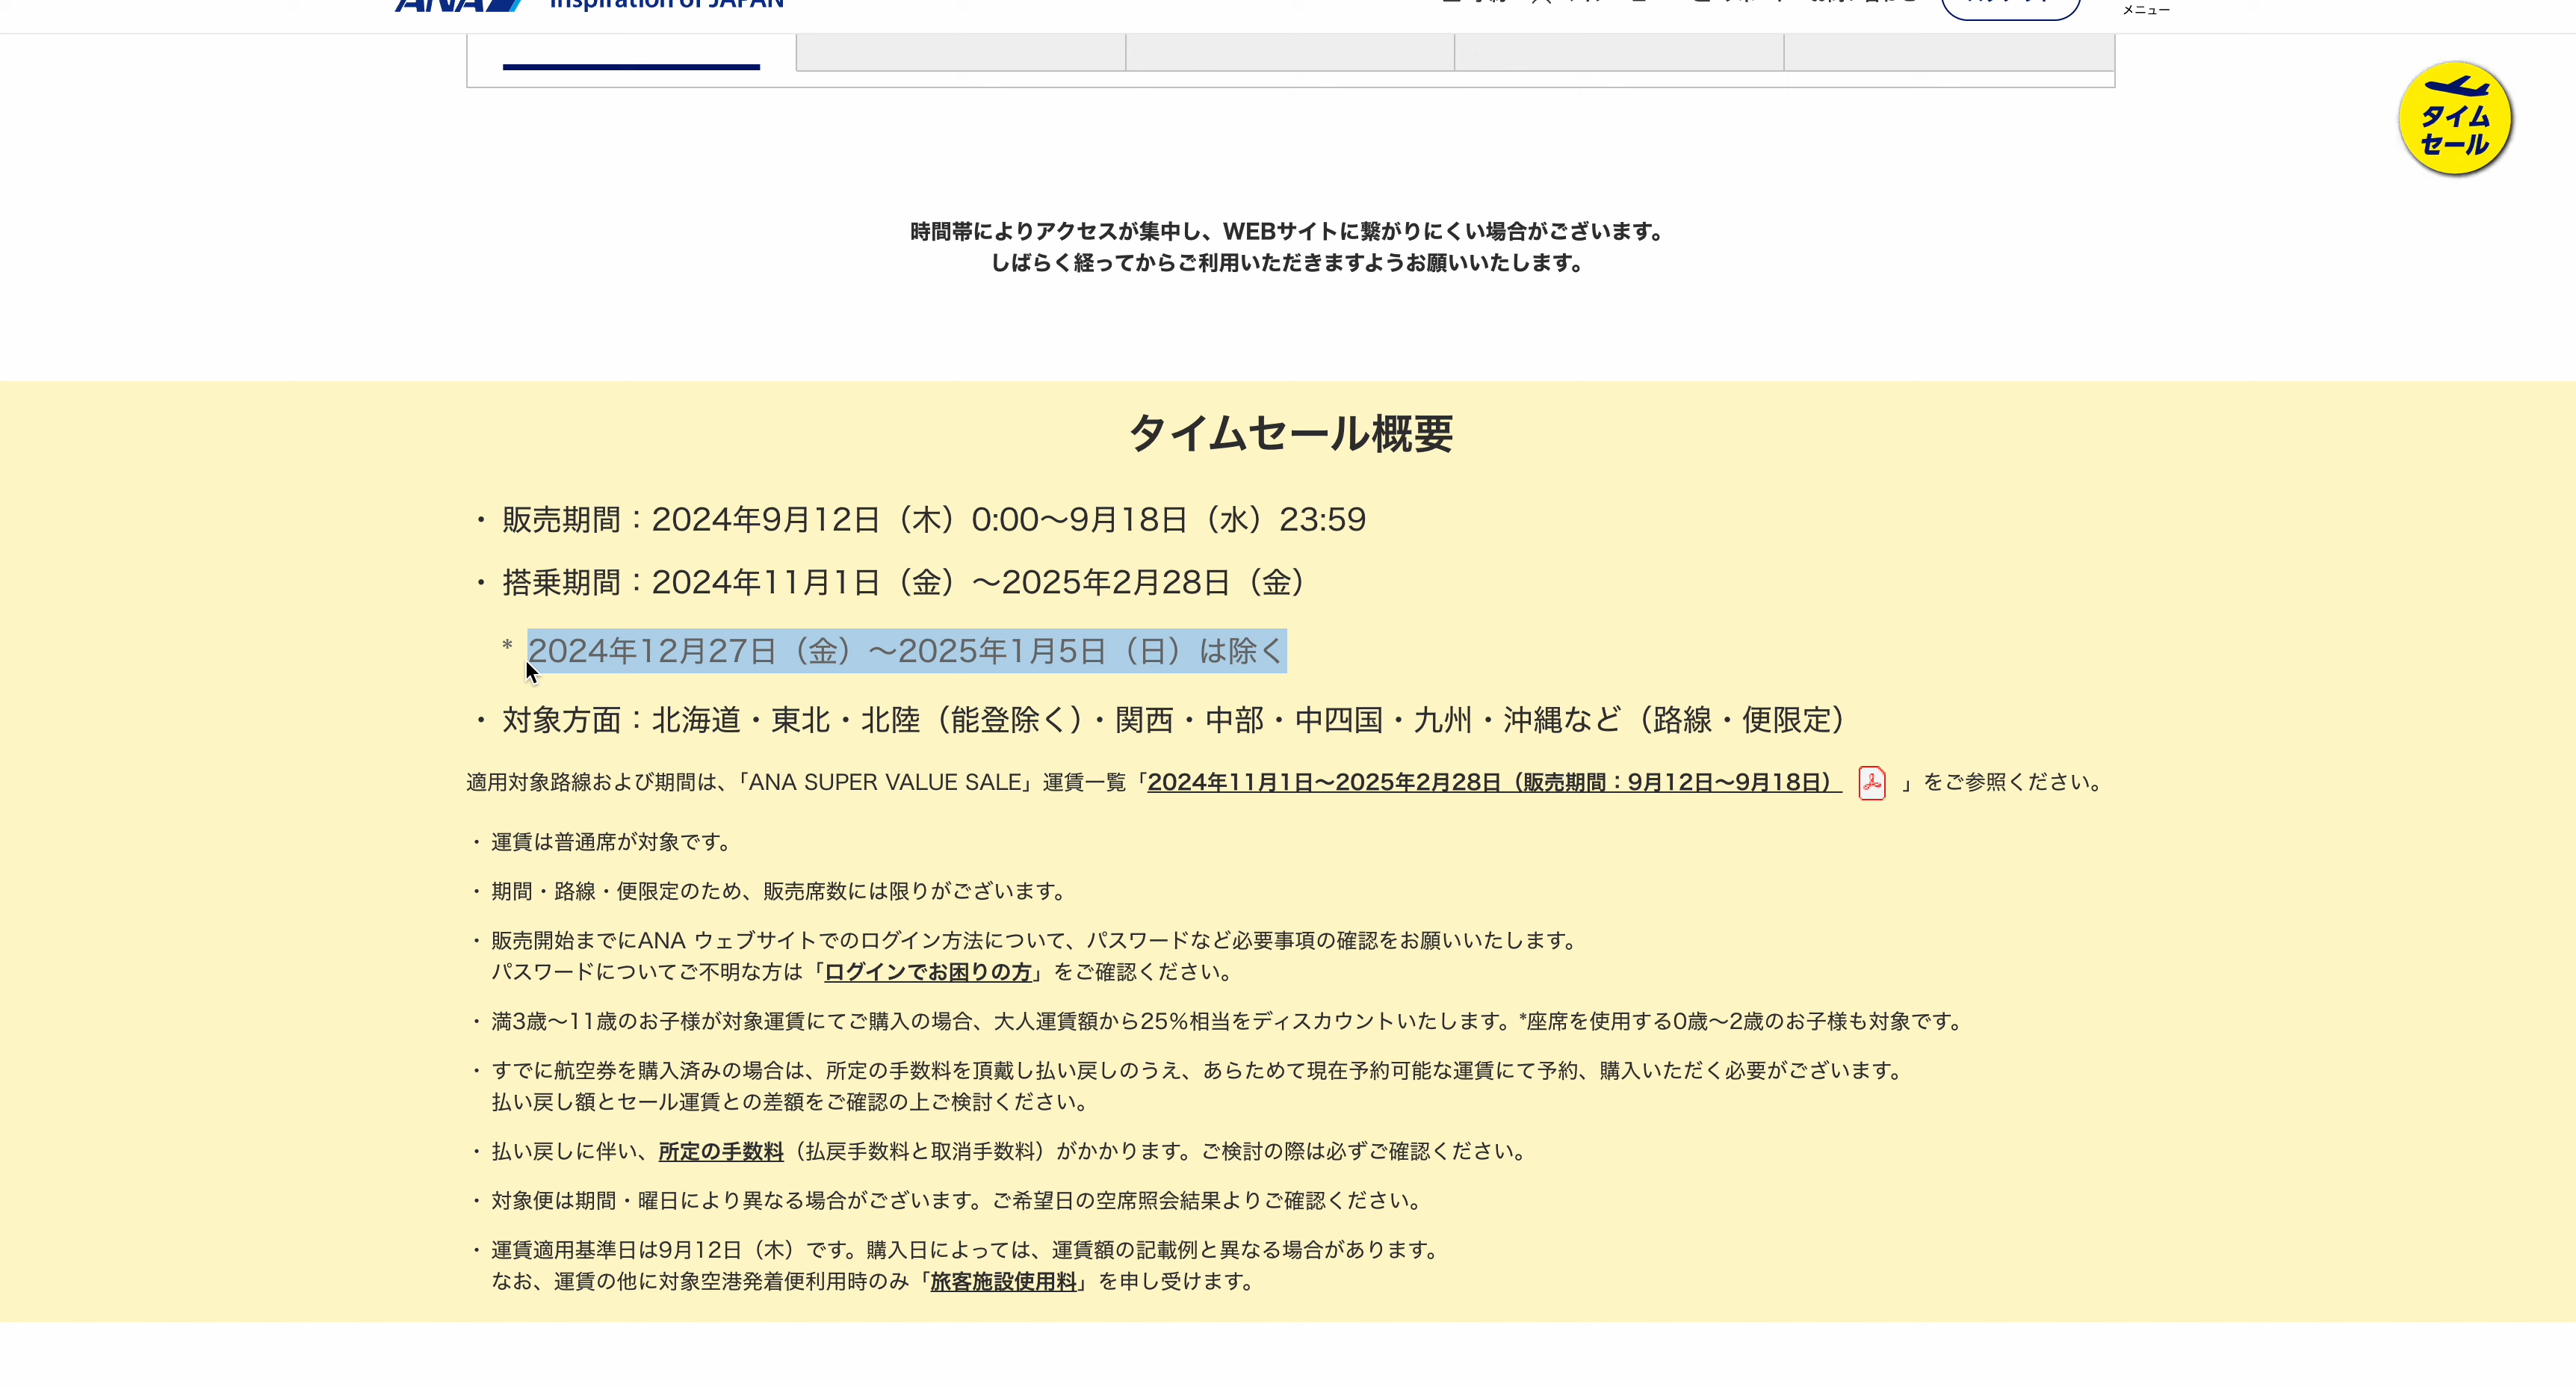 ANA Inspiration of JAPAN
メニュー
タイム
セール
時間帯によりアクセスが集中し、WEBサイトに繋がりにくい場合がございます。
しばらく経ってからご利用いただきますようお願いいたします。
タイムセール概要
・ 販売期間：2024年9月12日（木）0:00〜9月18日（水）23:59
・ 搭乗期間：2024年11月1日（金）〜2025年2月28日（金）
* 2024年12月27日（金）〜2025年1月5日（日）は除く
・ 対象方面：北海道・東北・北陸（能登除く）・関西・中部・中四国・九州・沖縄など（路線・便限定）
適用対象路線および期間は、「ANA SUPER VALUE SALE」運賃一覧「2024年11月1日〜2025年2月28日（販売期間：9月12日〜9月18日）」をご参照ください。
・ 運賃は普通席が対象です。
・ 期間・路線・便限定のため、販売席数には限りがございます。
・ 販売開始までにANA ウェブサイトでのログイン方法について、パスワードなど必要事項の確認をお願いいたします。
パスワードについてご不明な方は「ログインでお困りの方」をご確認ください。
・ 満3歳〜11歳のお子様が対象運賃にてご購入の場合、大人運賃額から25%相当をディスカウントいたします。*座席を使用する0歳〜2歳のお子様も対象です。
・ すでに航空券を購入済みの場合は、所定の手数料を頂戴し払い戻しのうえ、あらためて現在予約可能な運賃にて予約、購入いただく必要がございます。
払い戻し額とセール運賃との差額をご確認の上ご検討ください。
・ 払い戻しに伴い、所定の手数料（払戻手数料と取消手数料）がかかります。ご検討の際は必ずご確認ください。
・ 対象便は期間・曜日により異なる場合がございます。ご希望日の空席照会結果よりご確認ください。
・ 運賃適用基準日は9月12日（木）です。購入日によっては、運賃額の記載例と異なる場合があります。
なお、運賃の他に対象空港発着便利用時のみ「旅客施設使用料」を申し受けます。